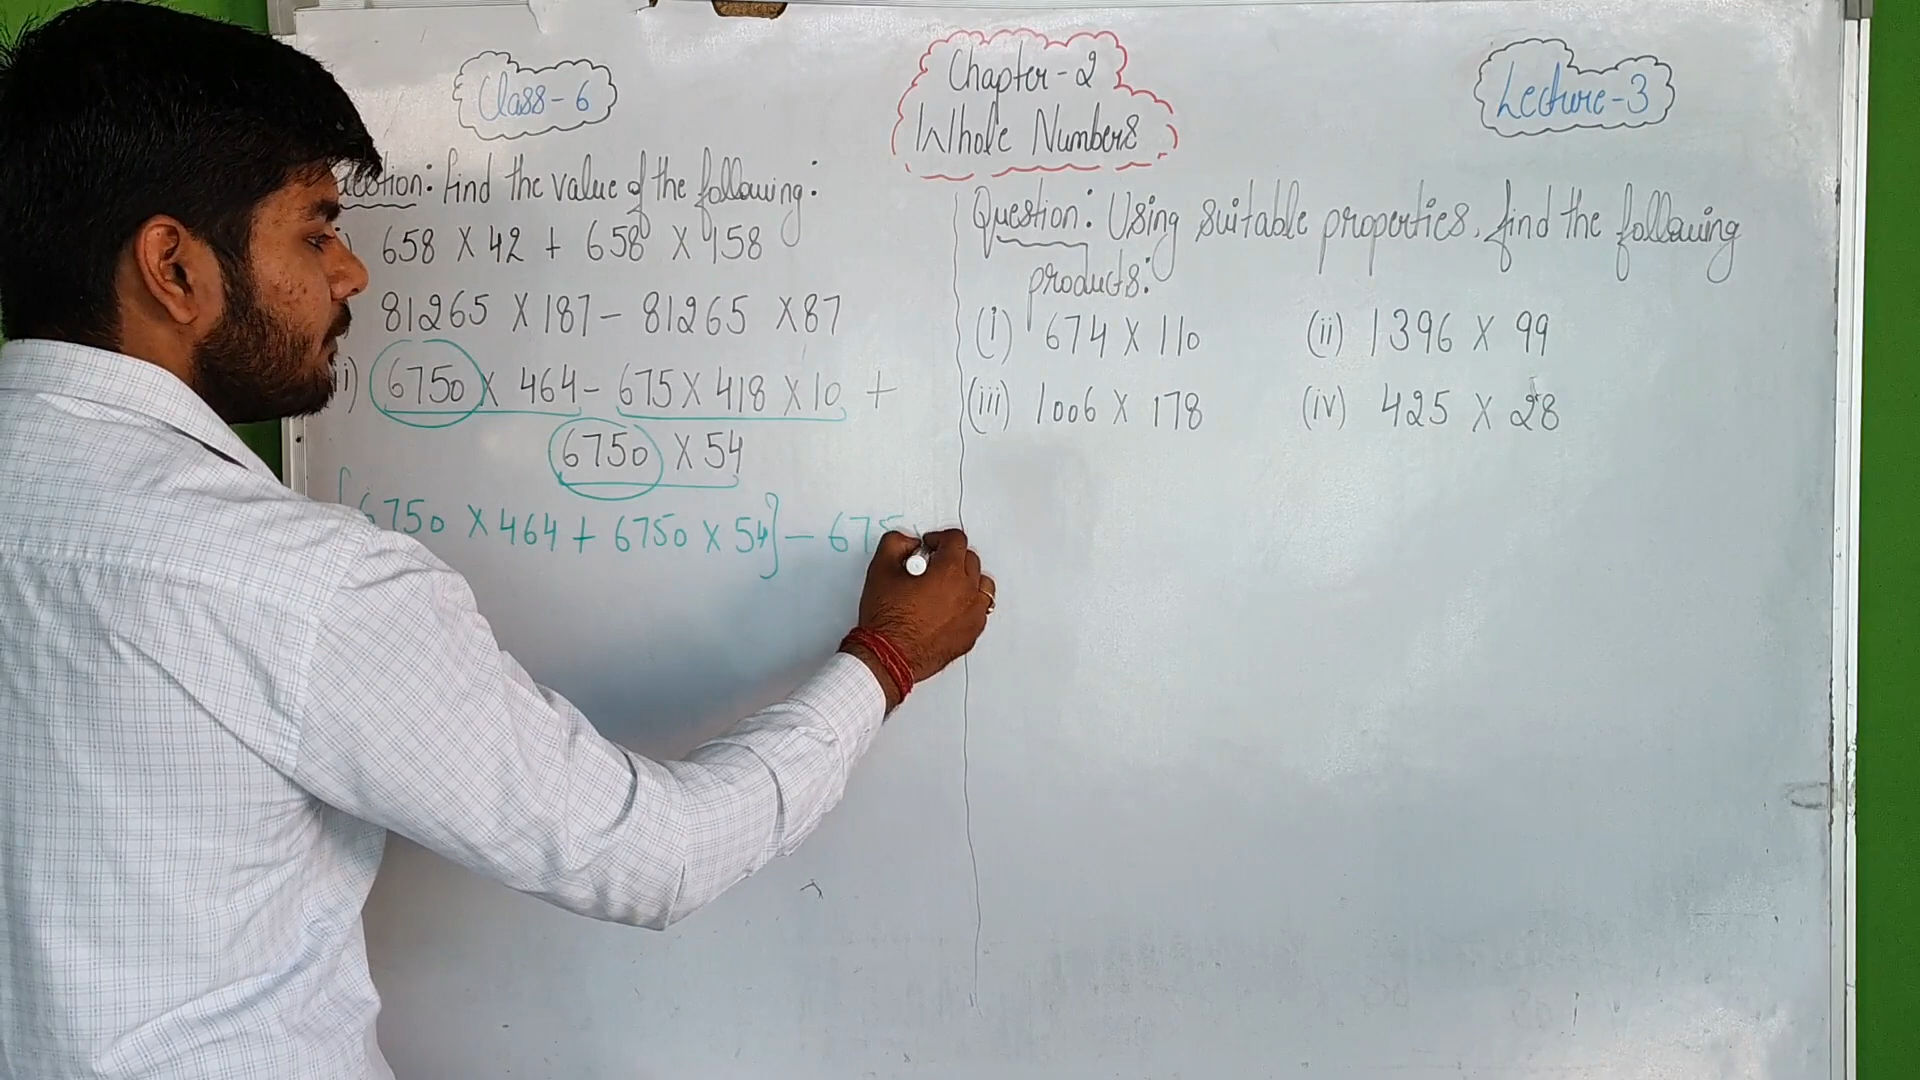 Class-6
Chapter-2
Whole Numbers
Lecture-3
Find the value of the following:
658 X 42 + 658 X 158
81265 X 187 - 81265 X 87
6750 X 464 - 675 X 418 X 10 +
6750 X 54
6750 X 464 + 6750 X 54] - 675
Question: Using suitable properties, find the following
products:
(i) 674 X 110 (ii) 1396 X 99
(iii) 1006 X 178 (iv) 425 X 28